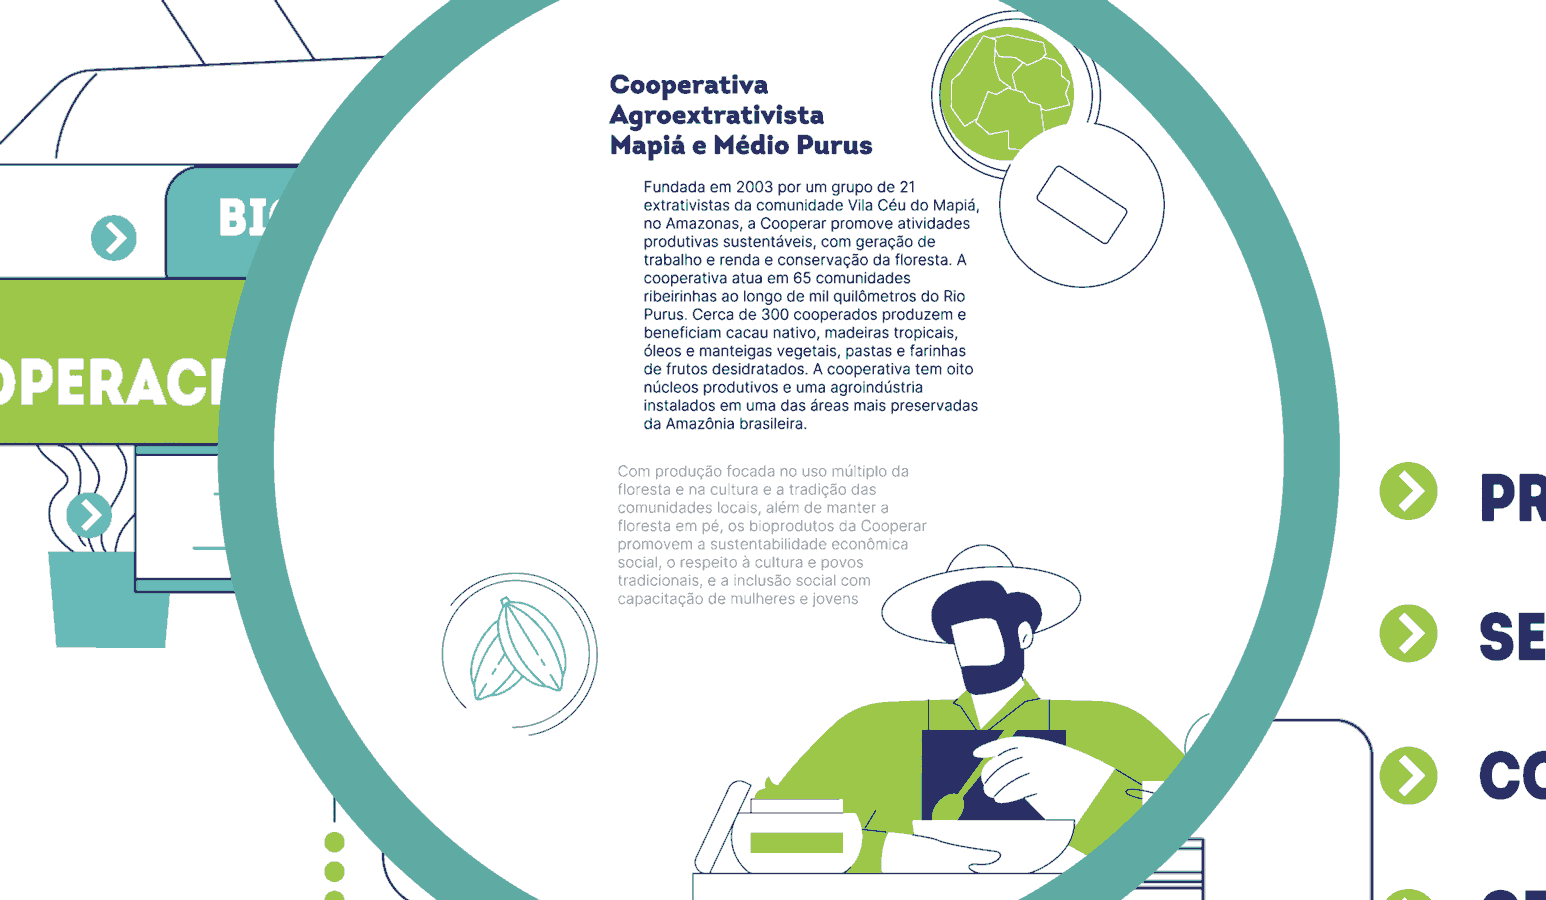 Cooperativa
Agroextrativista
Mapiá e Médio Purus
Fundada em 2003 por um grupo de 21
extrativistas da comunidade Vila Céu do Mapiá,
no Amazonas, a Cooperar promove atividades
produtivas sustentáveis, com geração de
trabalho e renda e conservação da floresta. A
cooperativa atua em 65 comunidades
ribeirinhas ao longo de mil quilômetros do Rio
Purus. Cerca de 300 cooperados produzem e
beneficiam cacau nativo, madeiras tropicais,
óleos e manteigas vegetais, pastas e farinhas
de frutos desidratados. A cooperativa tem oito
núcleos produtivos e uma agroindústria
instalados em uma das áreas mais preservadas
da Amazônia brasileira.
Com produção focada no uso múltiplo da
floresta e na cultura e a tradição das
comunidades locais, além de manter a
floresta em pé, os bioprodutos da Cooperar
promovem a sustentabilidade econômica
social, o respeito à cultura e povos
tradicionais, e a inclusão social com
capacitação de mulheres e jovens
BI
OPERAC
PR
SE
CO